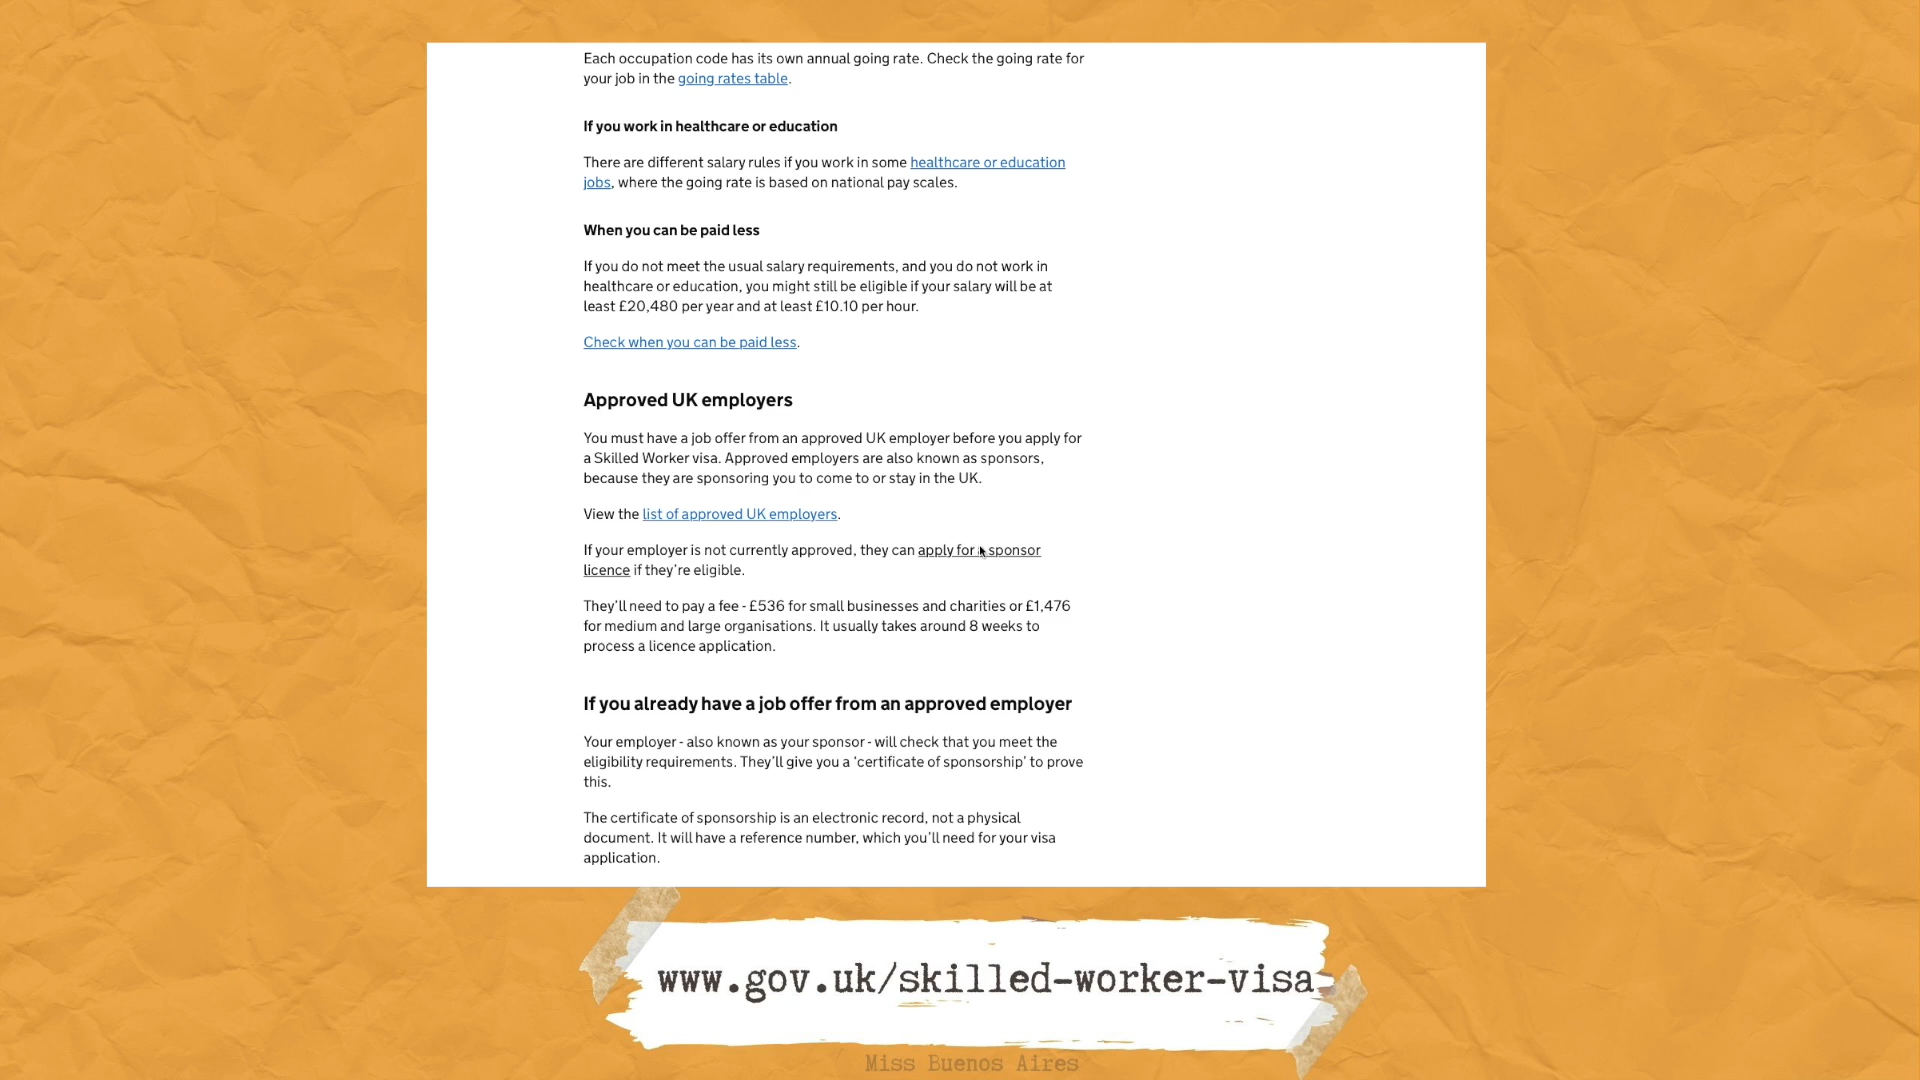 Each occupation code has its own annual going rate. Check the going rate for
your job in the going rates table.
If you work in healthcare or education
There are different salary rules if you work in some healthcare or education
jobs, where the going rate is based on national pay scales.
When you can be paid less
If you do not meet the usual salary requirements, and you do not work in
healthcare or education, you might still be eligible if your salary will be at
least £20,480 per year and at least £10.10 per hour.
Check when you can be paid less.
Approved UK employers
You must have a job offer from an approved UK employer before you apply for
a Skilled Worker visa. Approved employers are also known as sponsors,
because they are sponsoring you to come to or stay in the UK.
View the list of approved UK employers.
If your employer is not currently approved, they can apply for a sponsor
licence if they’re eligible.
They’ll need to pay a fee - £536 for small businesses and charities or £1,476
for medium and large organisations. It usually takes around 8 weeks to
process a licence application.
If you already have a job offer from an approved employer
Your employer - also known as your sponsor - will check that you meet the
eligibility requirements. They’ll give you a ‘certificate of sponsorship’ to prove
this.
The certificate of sponsorship is an electronic record, not a physical
document. It will have a reference number, which you’ll need for your visa
application.
www.gov.uk/skilled-worker-visa
Miss Buenos Aires